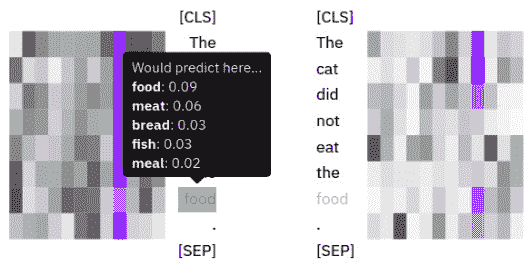 [CLS]
The
Would predict here...
food: 0.09
meat: 0.06
bread: 0.03
fish: 0.03
meal: 0.02
food
.
[SEP]
[CLS]
The
cat
did
not
eat
the
food
.
[SEP]